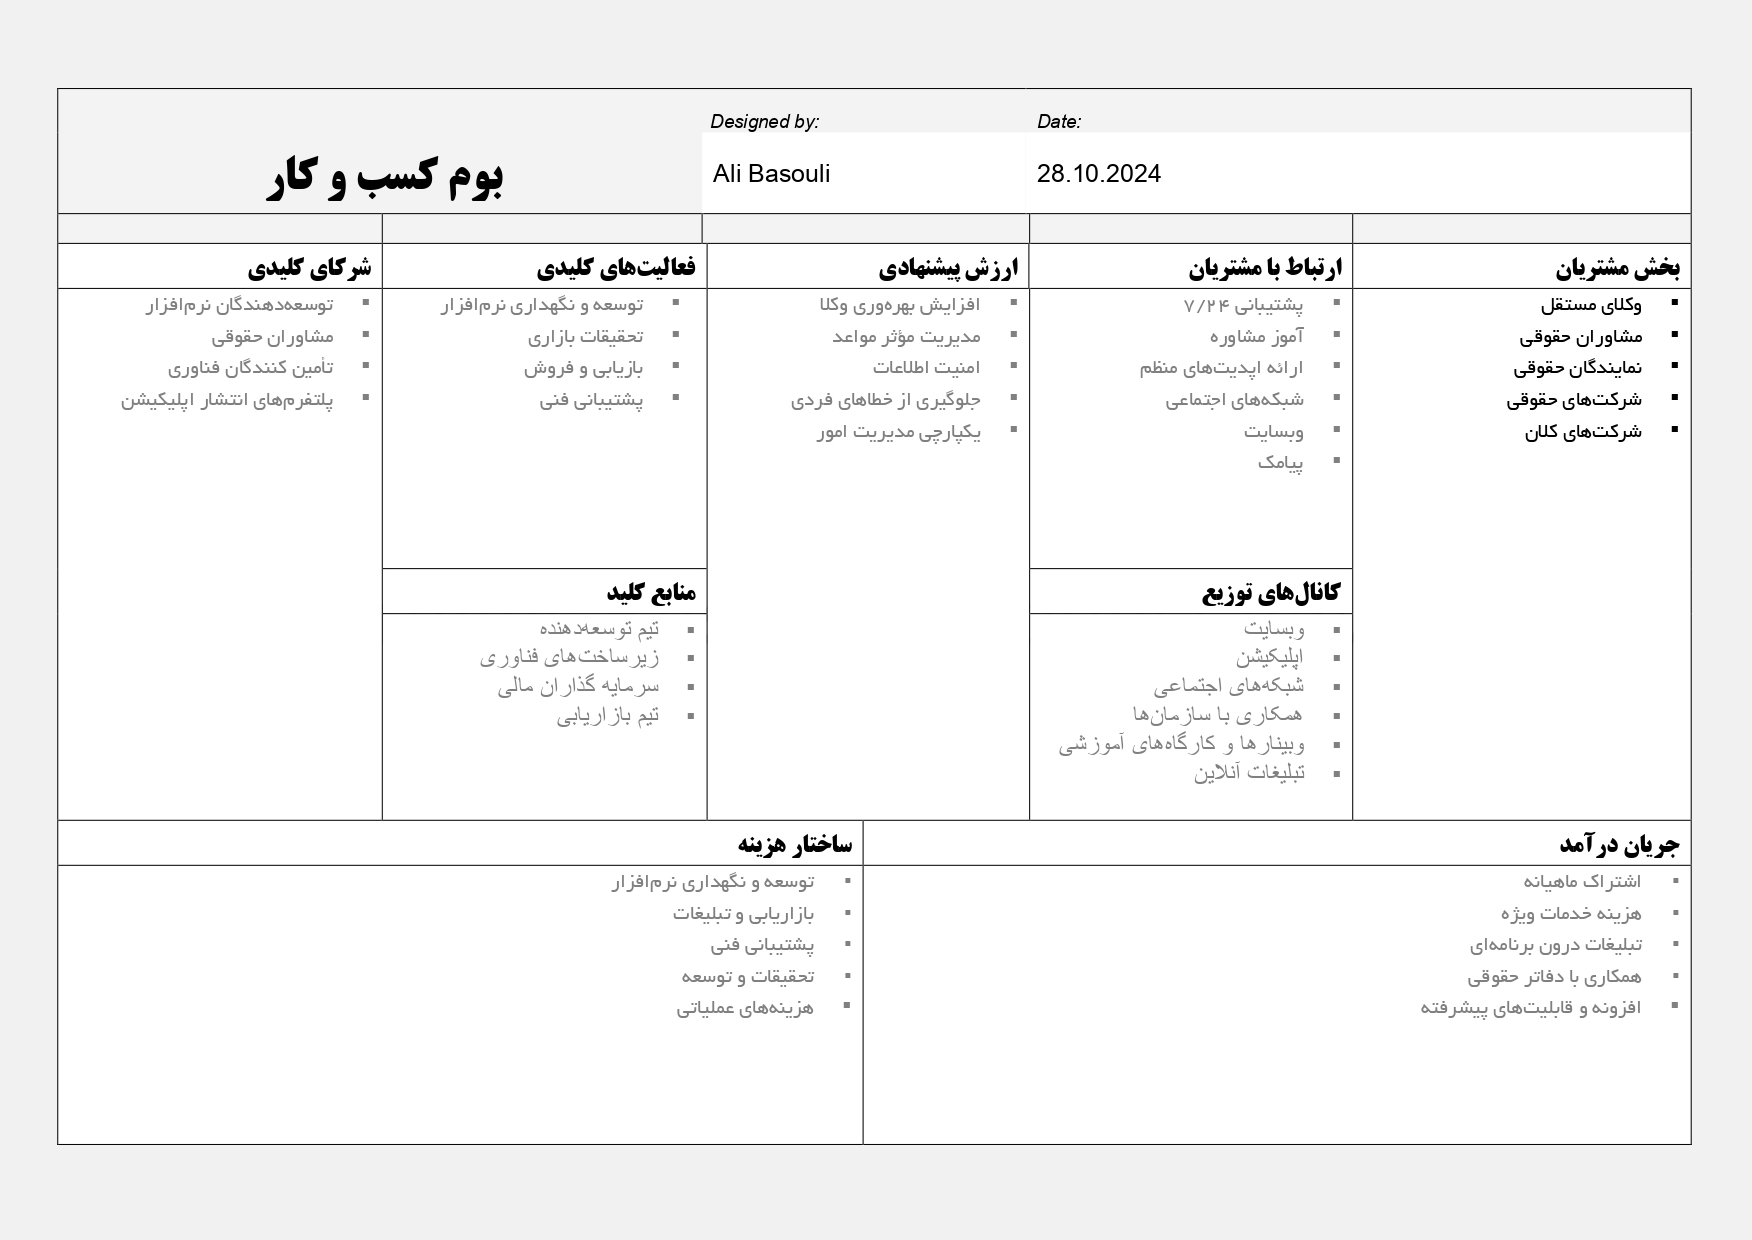 Designed by:
Date:
بوم کسب و کار
Ali Basouli
28.10.2024
بخش مشتریان
وکلای مستقل
مشاوران حقوقی
نمایندگان حقوقی
شرکت‌های حقوقی
شرکت‌های کلان
ارتباط با مشتریان
پشتیبانی ۷/۲۴
آموز مشاوره
ارائه اپدیت‌های منظم
شبکه‌های اجتماعی
وبسایت
پیامک
کانال‌های توزیع
وبسایت
اپلیکیشن
شبکه‌های اجتماعی
همکاری با سازمان‌ها
وبینارها و کارگاه‌های آموزشی
تبلیغات آنلاین
ارزش پیشنهادی
افزایش بهره‌وری وکلا
مدیریت مؤثر مواعد
امنیت اطلاعات
جلوگیری از خطاهای فردی
یکپارچی مدیریت امور
فعالیت‌های کلیدی
توسعه و نگهداری نرم‌افزار
تحقیقات بازاری
بازیابی و فروش
پشتیبانی فنی
منابع کلید
تیم توسعه‌دهنده
زیرساخت‌های فناوری
سرمایه گذاران مالی
تیم بازاریابی
شرکای کلیدی
توسعه‌دهندگان نرم‌افزار
مشاوران حقوقی
تأمین کنندگان فناوری
پلتفرم‌های انتشار اپلیکیشن
جریان درآمد
اشتراک ماهیانه
هزینه خدمات ویژه
تبلیغات درون برنامه‌ای
همکاری با دفاتر حقوقی
افزونه و قابلیت‌های پیشرفته
ساختار هزینه
توسعه و نگهداری نرم‌افزار
بازاریابی و تبلیغات
پشتیبانی فنی
تحقیقات و توسعه
هزینه‌های عملیاتی